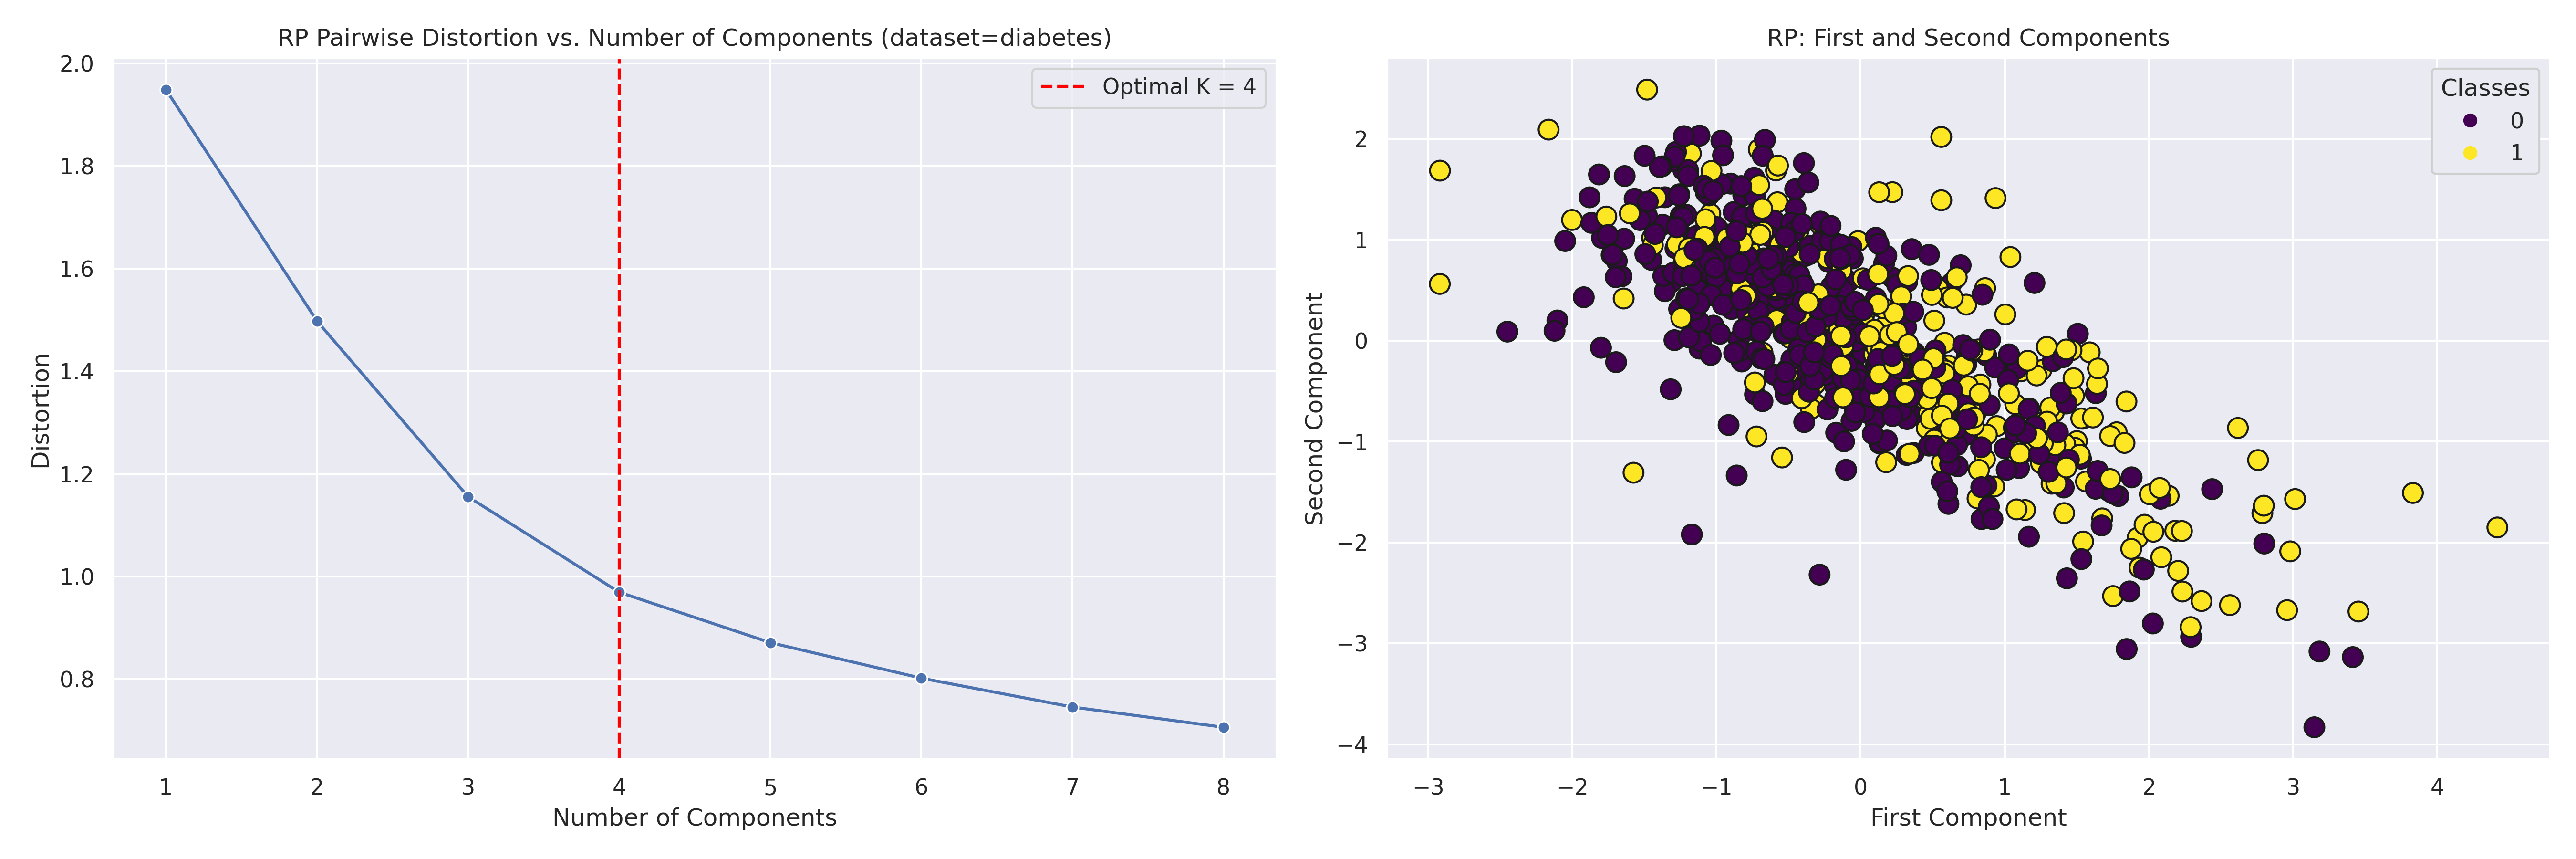 RP Pairwise Distortion vs. Number of Components (dataset=diabetes)
2.0
1.8
1.6
1.4
1.2
1.0
0.8
Distortion
Optimal K = 4
1 2 3 4 5 6 7 8
Number of Components
RP: First and Second Components
2
1
0
−1
−2
−3
−4
Second Component
Classes
0
1
−3 −2 −1 0 1 2 3 4
First Component